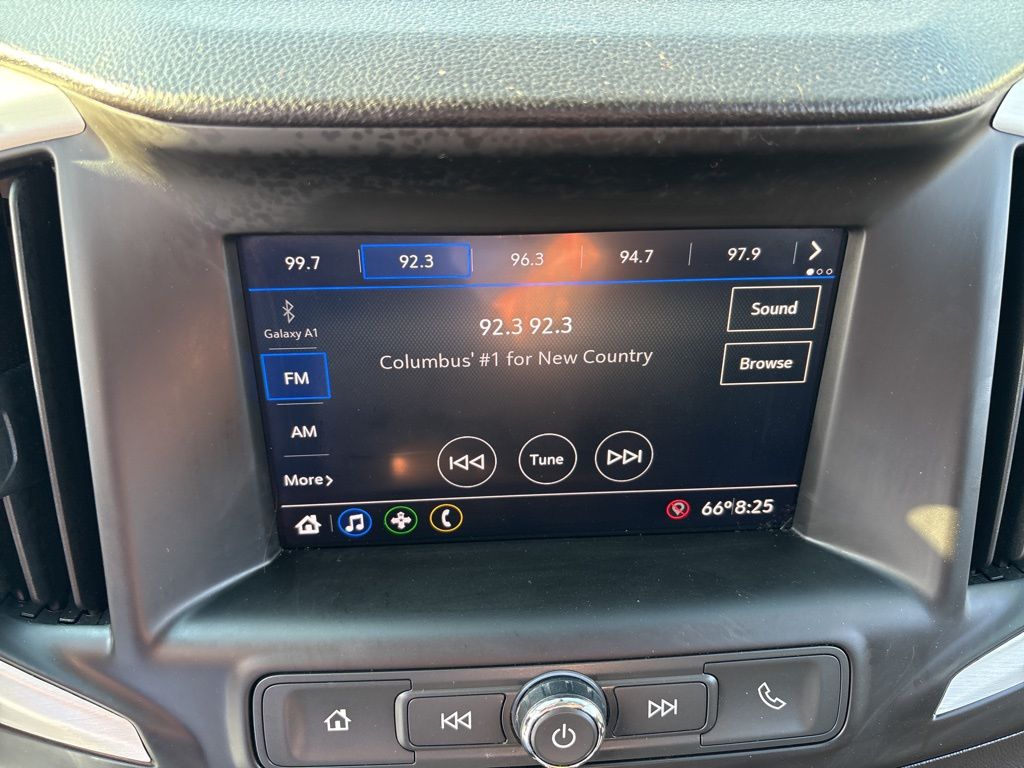 99.7 92.3 96.3 94.7 97.9
Galaxy A1
92.3 92.3
Sound
Columbus' #1 for New Country
Browse
FM
AM
Tune
More
66° 8:25